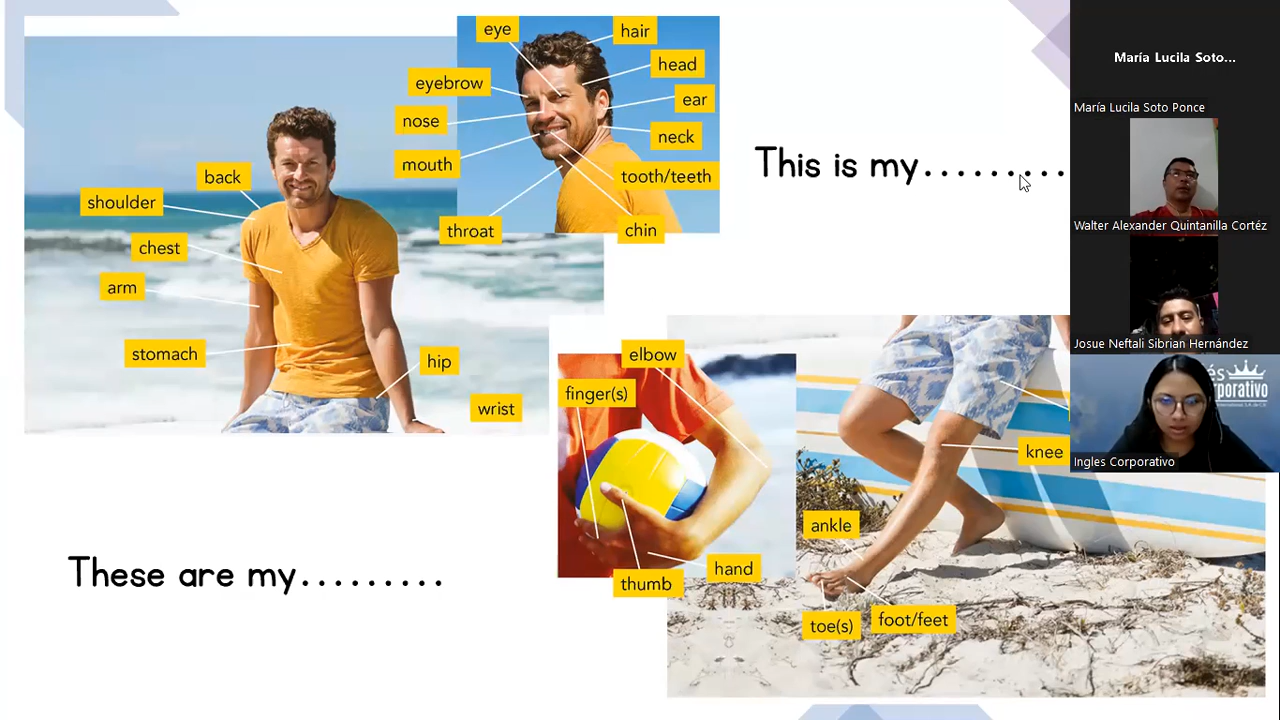 eye
hair
head
eyebrow
ear
nose
neck
mouth
tooth/teeth
throat
chin
back
shoulder
chest
arm
stomach
hip
wrist
This is my..........
elbow
finger(s)
thumb
hand
knee
ankle
toe(s)
foot/feet
These are my.........
María Lucila Soto...
María Lucila Soto Ponce
Walter Alexander Quintanilla Cortéz
Josue Neftali Sibrian Hernández
Ingles Corporativo